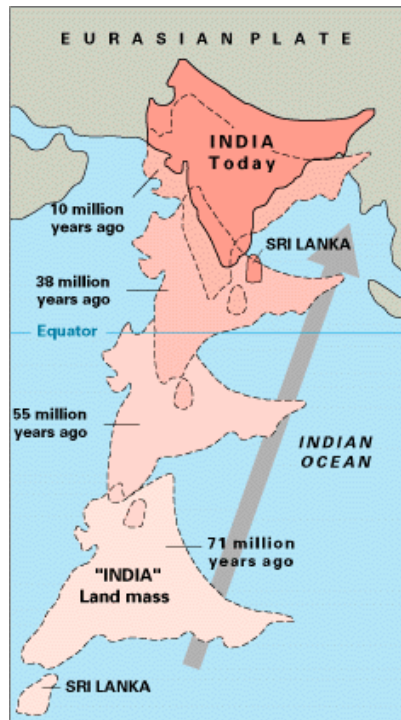 EURASIAN PLATE
INDIA
Today
10 million
years ago
SRI LANKA
38 million
years ago
Equator
55 million
years ago
INDIAN
OCEAN
71 million
years ago
"INDIA"
Land mass
SRI LANKA